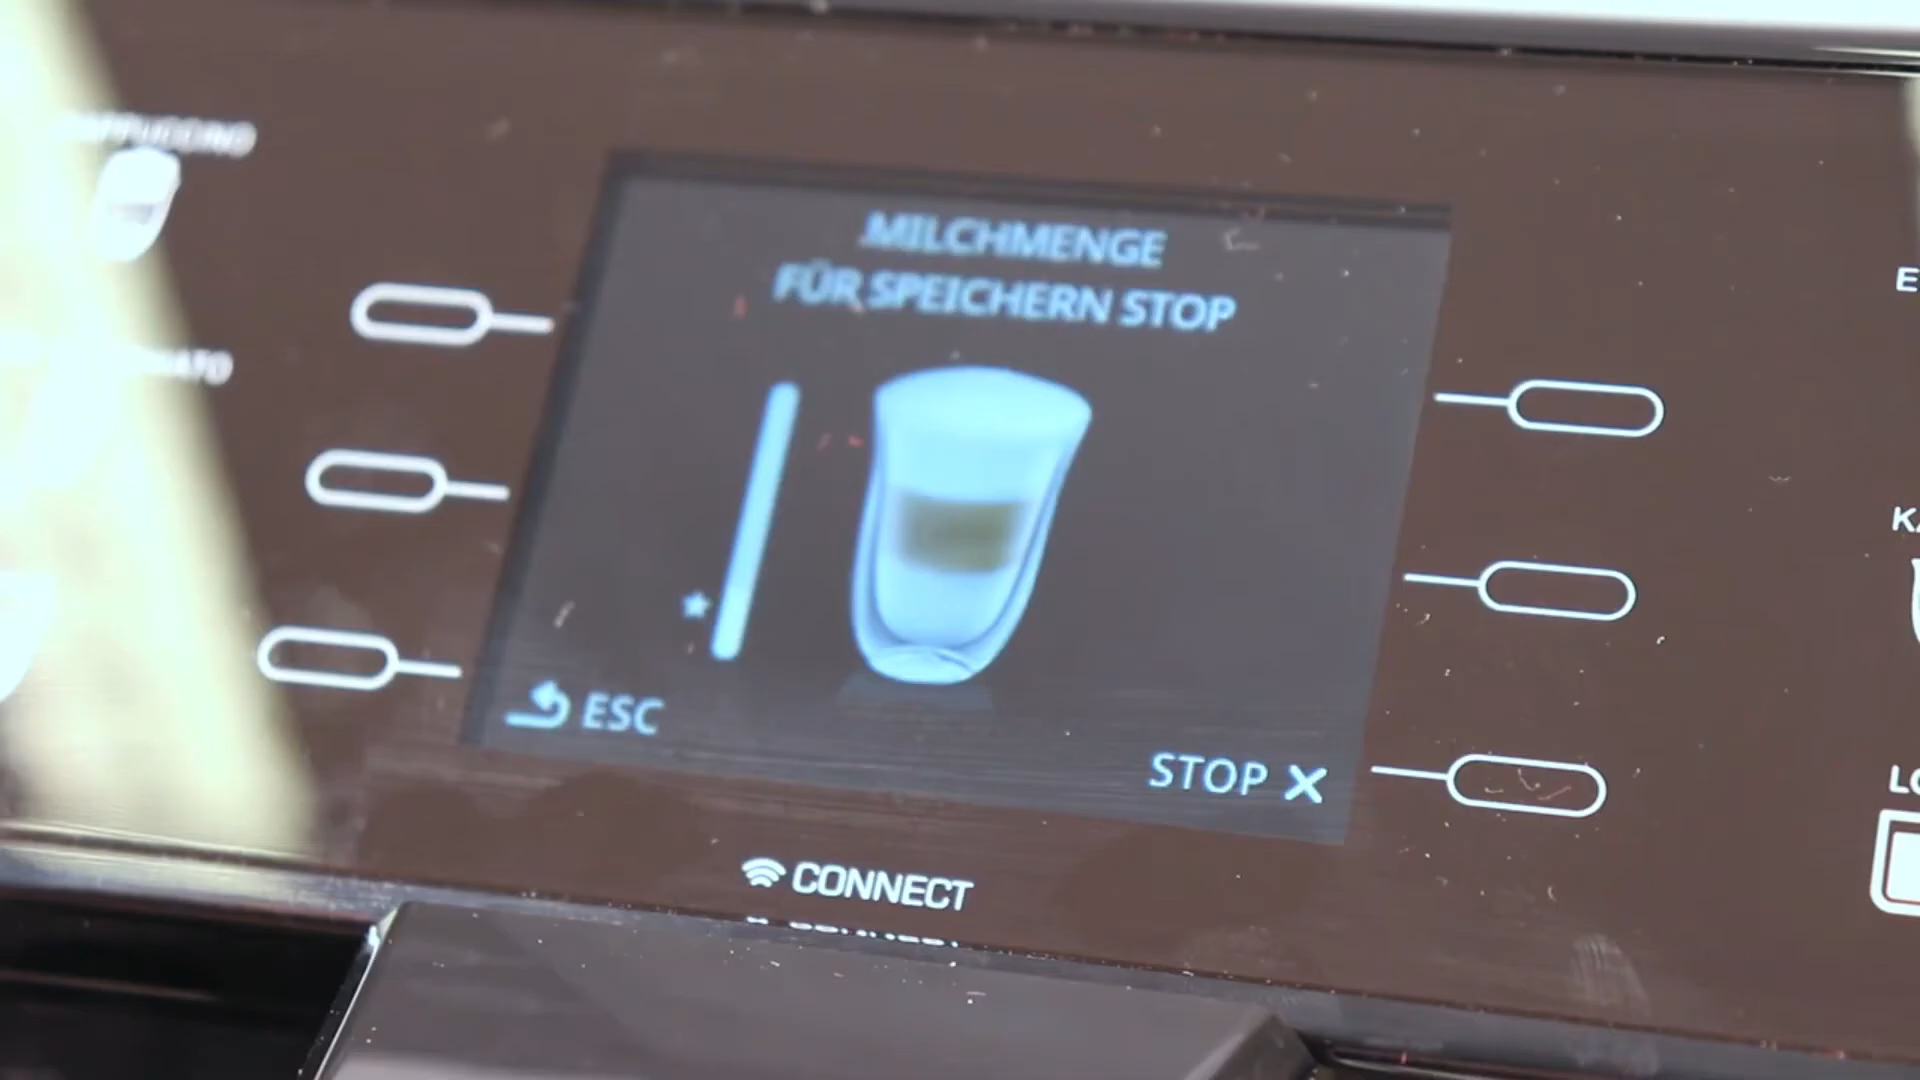 MILCHMENGE
FÜR SPEICHERN STOP
ESC
STOP X
CONNECT